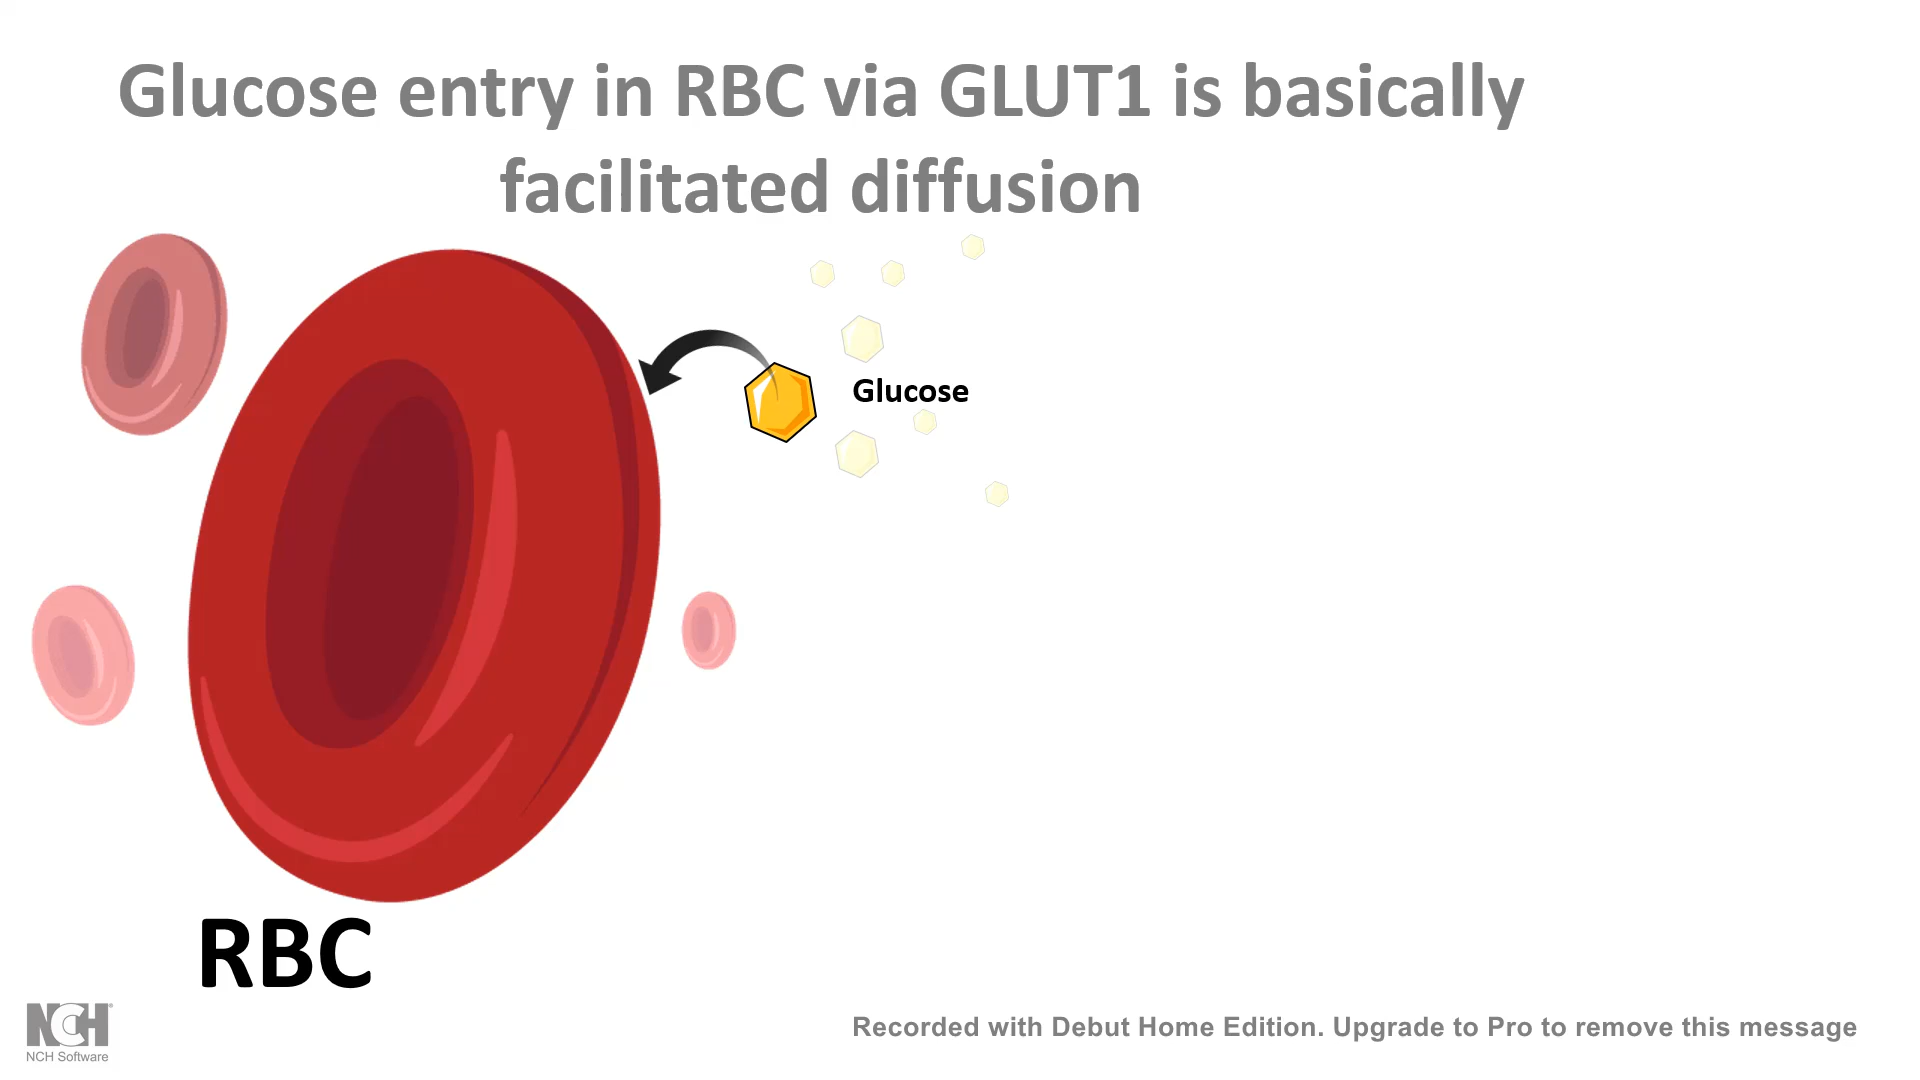 Glucose entry in RBC via GLUT1 is basically
facilitated diffusion
Glucose
RBC
NCH
NCH Software
Recorded with Debut Home Edition. Upgrade to Pro to remove this message